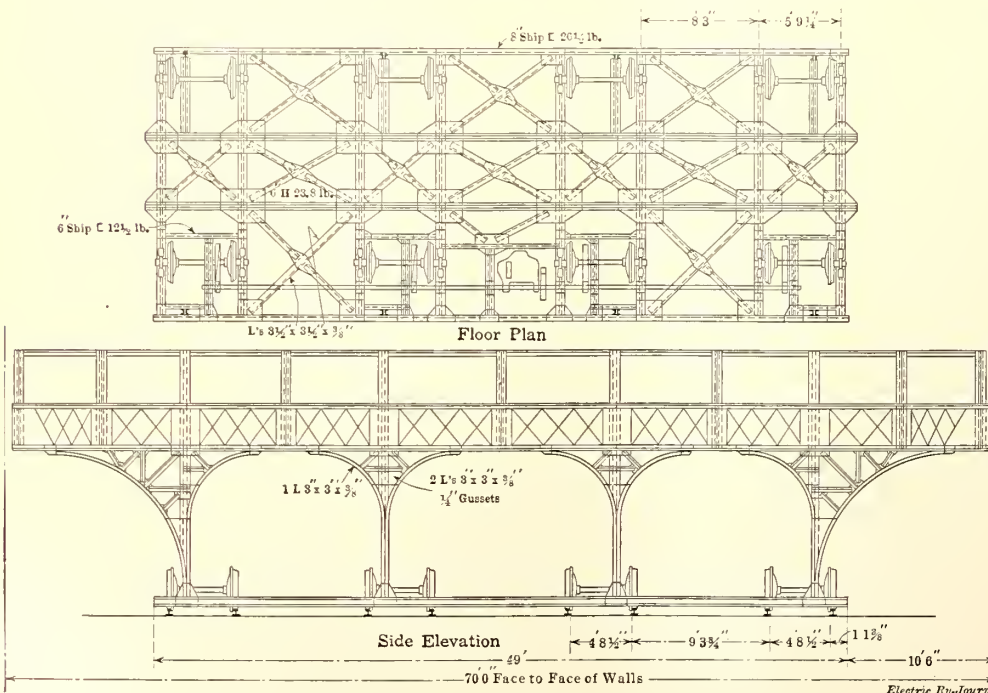 8'3" 5'9¼"
8" Ship [ 20½ lb.
6" H 23.8 lb.
6" Ship [ 12½ lb.
L's 3½"x 3½"x ⅜"
Floor Plan
1 L 3"x 3"x ⅜"
2 L's 3"x 3"x ⅜"
¼" Gussets
Side Elevation
4'8½" 9'3¾" 4'8½" 1 1⅜"
49' 10'6"
70'0" Face to Face of Walls
Electric Ry. Journal